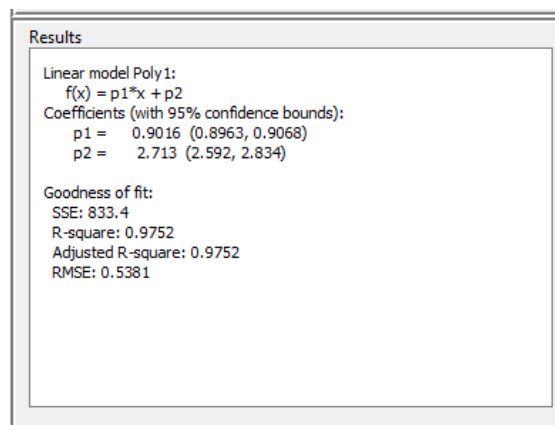 Results
Linear model Poly1:
f(x) = p1*x + p2
Coefficients (with 95% confidence bounds):
p1 = 0.9016 (0.8963, 0.9068)
p2 = 2.713 (2.592, 2.834)
Goodness of fit:
SSE: 833.4
R-square: 0.9752
Adjusted R-square: 0.9752
RMSE: 0.5381